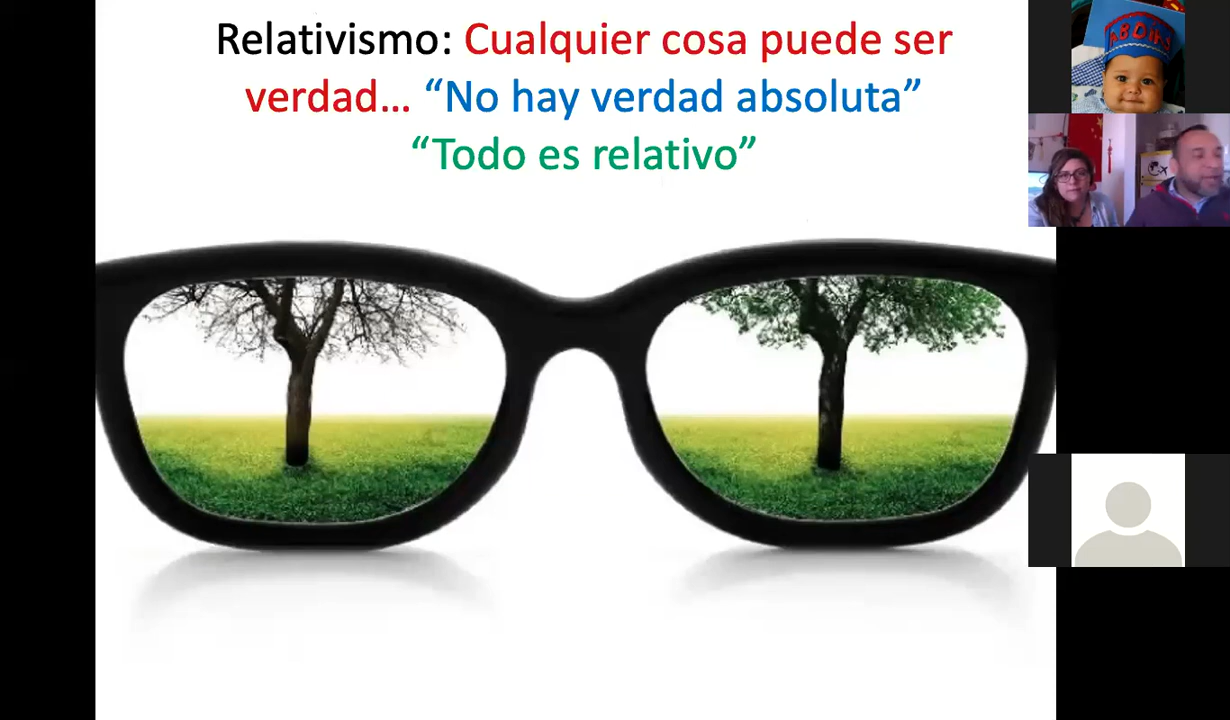 Relativismo: Cualquier cosa puede ser
verdad... “No hay verdad absoluta”
“Todo es relativo”